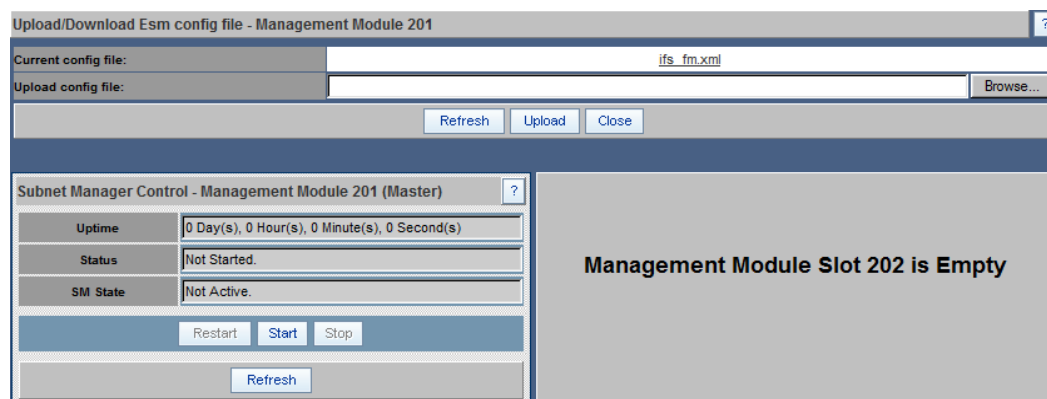 Upload/Download Esm config file - Management Module 201
?
Current config file: ifs_fm.xml
Upload config file: Browse...
Refresh Upload Close
Subnet Manager Control - Management Module 201 (Master) ?
Uptime 0 Day(s), 0 Hour(s), 0 Minute(s), 0 Second(s)
Status Not Started.
SM State Not Active.
Restart Start Stop
Refresh
Management Module Slot 202 is Empty